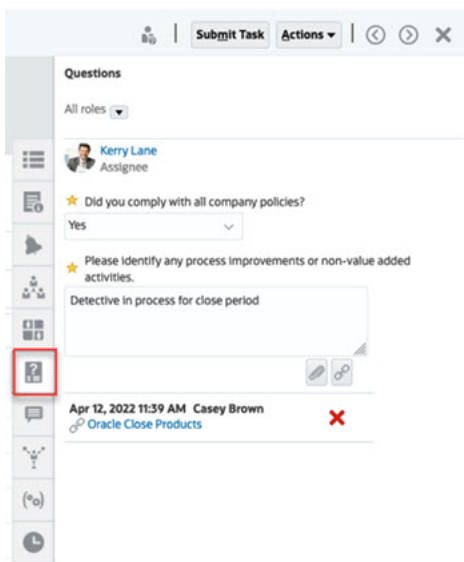 Submit Task Actions
Questions
All roles
Kerry Lane
Assignee
Did you comply with all company policies?
Yes
Please identify any process improvements or non-value added
activities.
Detective in process for close period
Apr 12, 2022 11:39 AM Casey Brown
Oracle Close Products